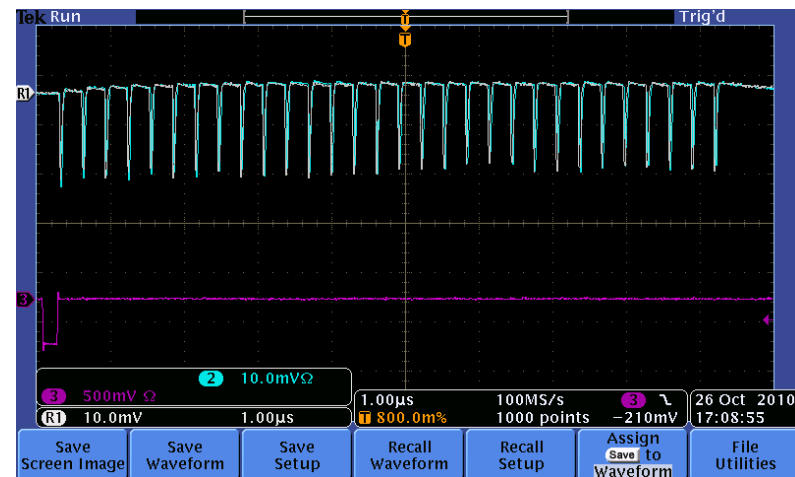 Tek Run Trig'd
T
T
R1
3
2 10.0mVΩ
3 500mV Ω
R1 10.0mV 1.00µs
1.00µs 100MS/s 3
T 800.0m% 1000 points −210mV
26 Oct 2010
17:08:55
Save Screen Image
Save Waveform
Save Setup
Recall Waveform
Recall Setup
Assign Save to Waveform
File Utilities